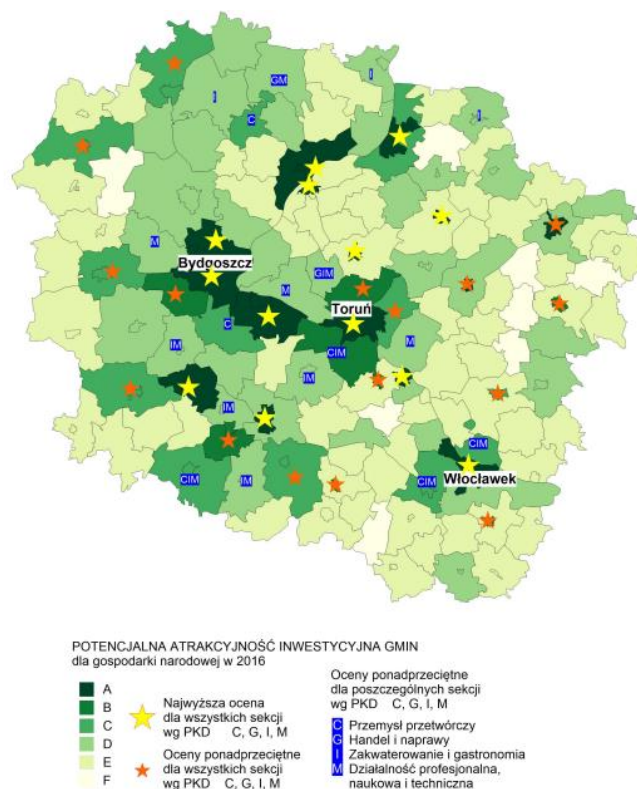 I
GM
I
C
I
M
Bydgoszcz
GIM
M
C
Toruń
CIM
M
IM
IM
IM
CIM
CIM
IM
CIM
Włocławek
POTENCJALNA ATRAKCYJNOŚĆ INWESTYCYJNA GMIN
dla gospodarki narodowej w 2016
A
B
C
D
E
F
Najwyższa ocena
dla wszystkich sekcji
wg PKD C, G, I, M
Oceny ponadprzeciętne
dla wszystkich sekcji
wg PKD C, G, I, M
Oceny ponadprzeciętne
dla poszczególnych sekcji
wg PKD C, G, I, M
C Przemysł przetwórczy
G Handel i naprawy
I Zakwaterowanie i gastronomia
M Działalność profesjonalna,
naukowa i techniczna